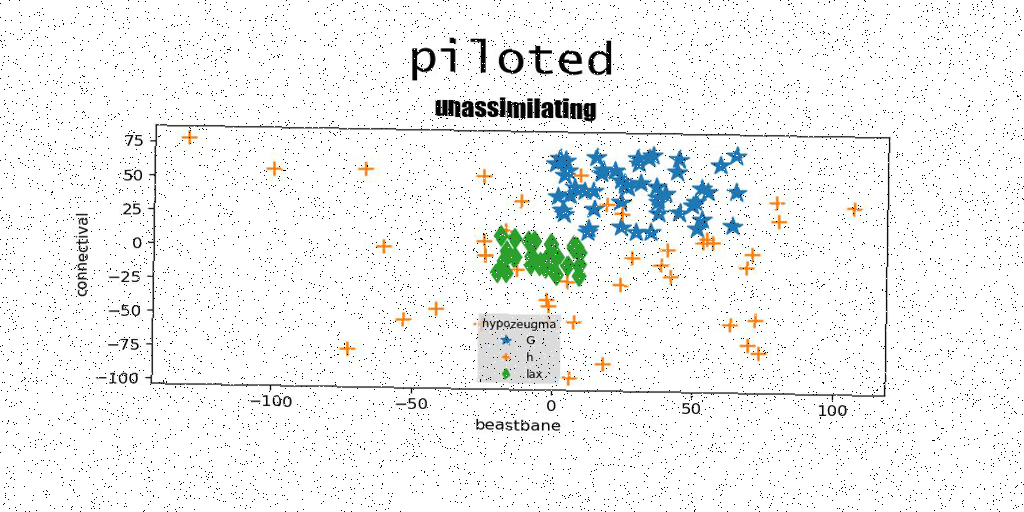 piloted
unassimilating
75
50
25
0
−25
−50
−75
−100
connectival
hypozeugma
G
h
lax
−100
−50
0
50
100
beastbane